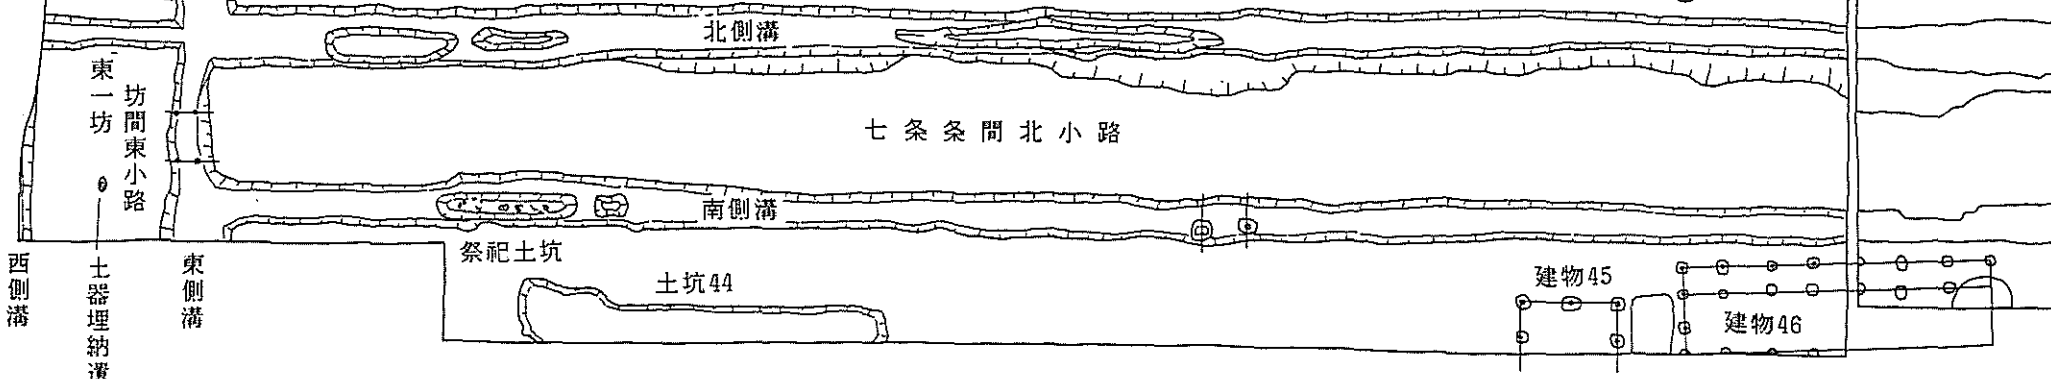 北側溝
東一坊
坊間東小路
七条条間北小路
南側溝
祭祀土坑
西側溝
土器埋納遺
東側溝
土坑44
建物45
建物46